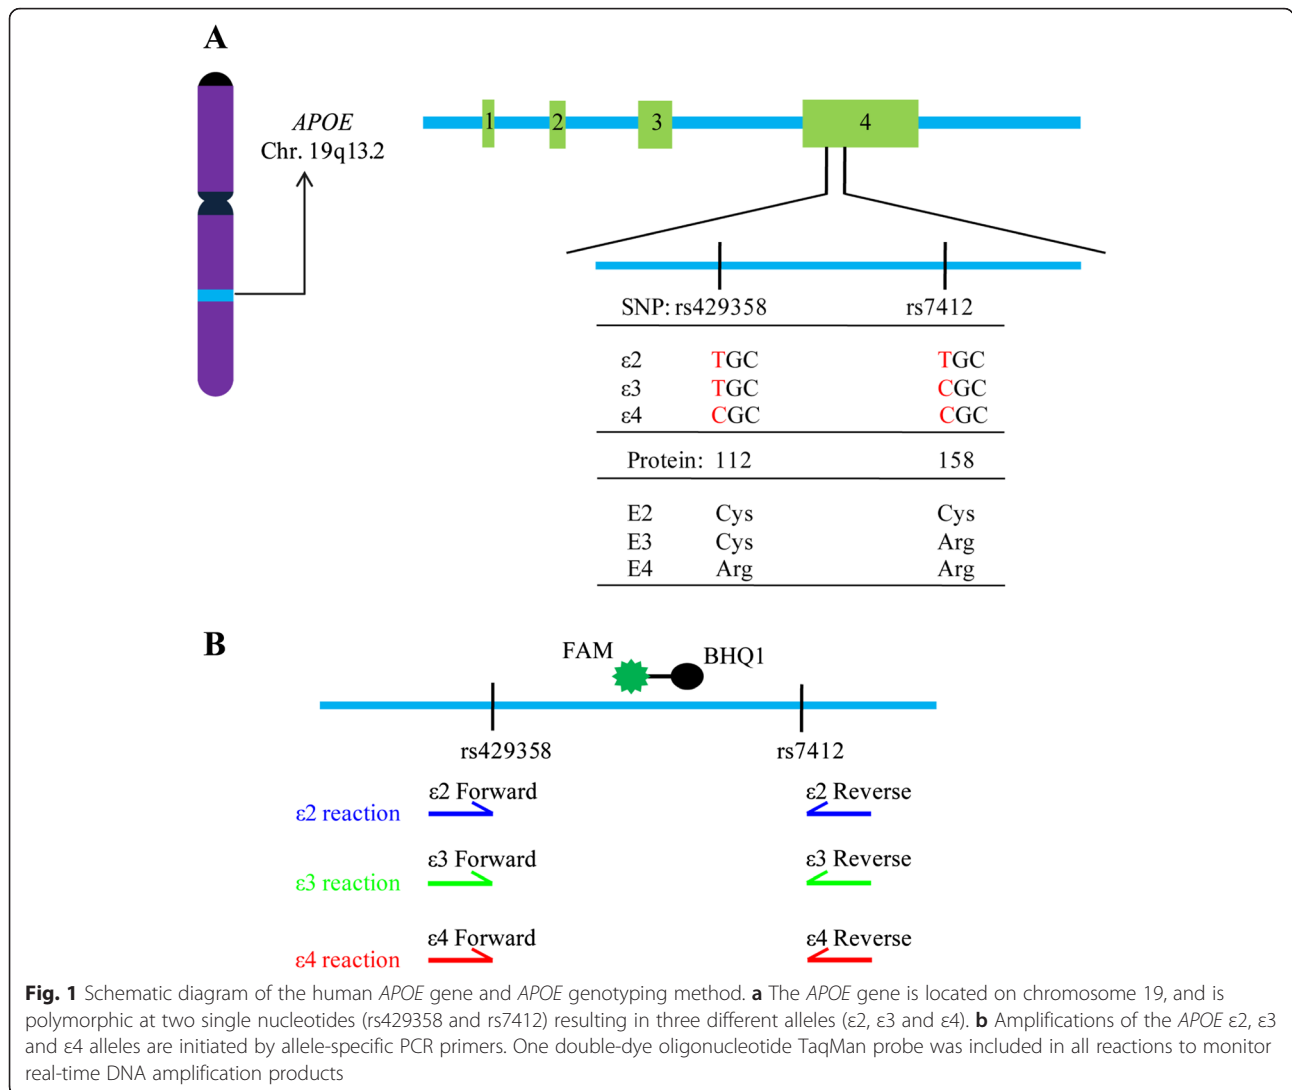 A
APOE
Chr. 19q13.2
1 2 3 4
SNP: rs429358 rs7412
ε2 TGC TGC
ε3 TGC CGC
ε4 CGC CGC
Protein: 112 158
E2 Cys Cys
E3 Cys Arg
E4 Arg Arg
B
FAM BHQ1
rs429358 rs7412
ε2 Forward ε2 Reverse
ε2 reaction
ε3 Forward ε3 Reverse
ε3 reaction
ε4 Forward ε4 Reverse
ε4 reaction
Fig. 1 Schematic diagram of the human APOE gene and APOE genotyping method. a The APOE gene is located on chromosome 19, and is
polymorphic at two single nucleotides (rs429358 and rs7412) resulting in three different alleles (ε2, ε3 and ε4). b Amplifications of the APOE ε2, ε3
and ε4 alleles are initiated by allele-specific PCR primers. One double-dye oligonucleotide TaqMan probe was included in all reactions to monitor
real-time DNA amplification products